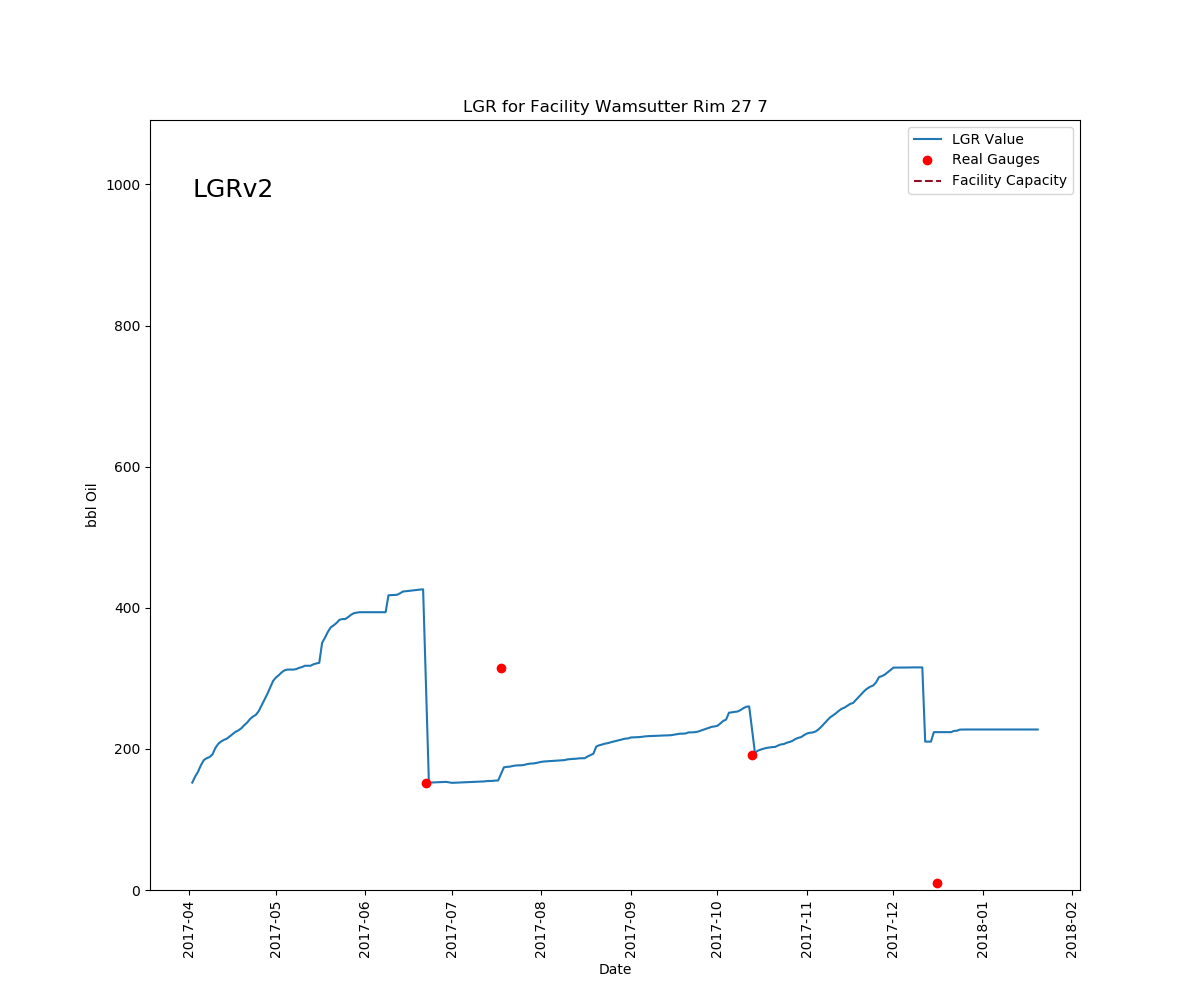 LGR for Facility Wamsutter Rim 27 7
LGR Value
Real Gauges
Facility Capacity
LGRv2
1000
800
600
400
200
0
bbl Oil
2017-04
2017-05
2017-06
2017-07
2017-08
2017-09
2017-10
2017-11
2017-12
2018-01
2018-02
Date